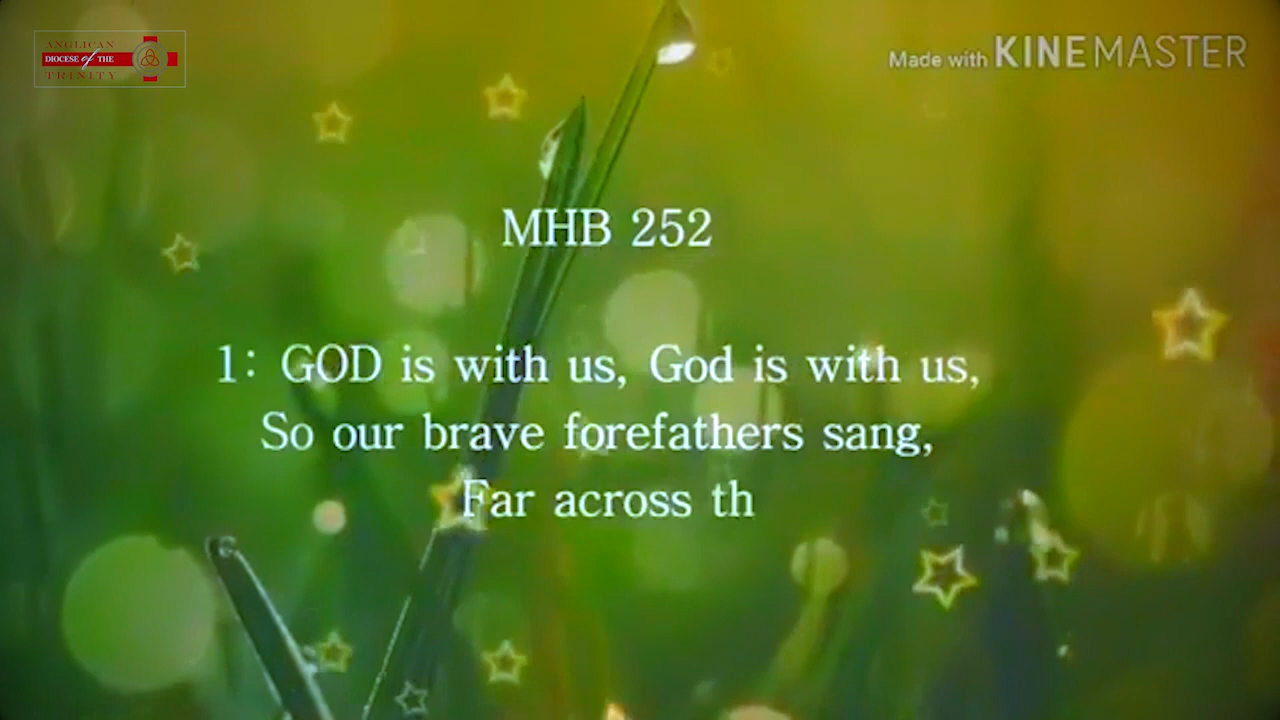 ANGLICAN
DIOCESE of THE
TRINITY
Made with KINEMASTER
MHB 252
1: GOD is with us, God is with us,
So our brave forefathers sang,
Far across th